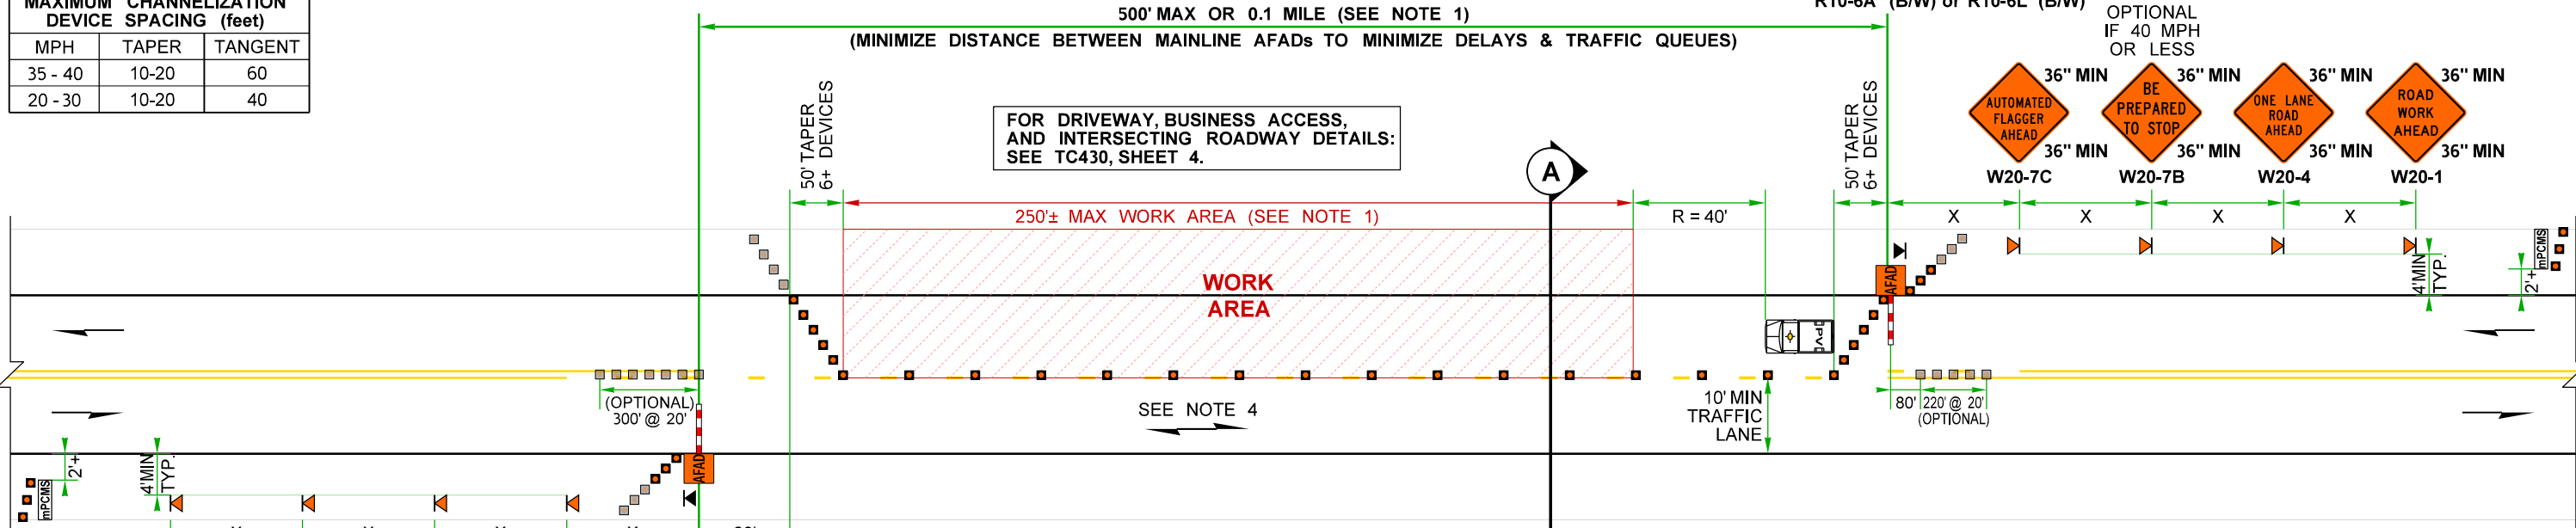 MAXIMUM CHANNELIZATION
DEVICE SPACING (feet)
MPH TAPER TANGENT
35 - 40 10-20 60
20 - 30 10-20 40
500' MAX OR 0.1 MILE (SEE NOTE 1)
(MINIMIZE DISTANCE BETWEEN MAINLINE AFADs TO MINIMIZE DELAYS & TRAFFIC QUEUES)
R10-6A (B/W) or R10-6L (B/W)
OPTIONAL
IF 40 MPH
OR LESS
36" MIN
36" MIN
36" MIN
36" MIN
AUTOMATED
FLAGGER
AHEAD
BE
PREPARED
TO STOP
ONE LANE
ROAD
AHEAD
ROAD
WORK
AHEAD
36" MIN
36" MIN
36" MIN
36" MIN
W20-7C
W20-7B
W20-4
W20-1
FOR DRIVEWAY, BUSINESS ACCESS,
AND INTERSECTING ROADWAY DETAILS:
SEE TC430, SHEET 4.
50' TAPER
6+ DEVICES
A
50' TAPER
6+ DEVICES
250'± MAX WORK AREA (SEE NOTE 1)
R = 40'
X
X
X
X
WORK
AREA
AFAD
4'MIN
TYP.
2'+
mPCMS
PV
(OPTIONAL)
300' @ 20'
SEE NOTE 4
10' MIN
TRAFFIC
LANE
80'
220' @ 20'
(OPTIONAL)
mPCMS
2'+
4'MIN
TYP.
AFAD